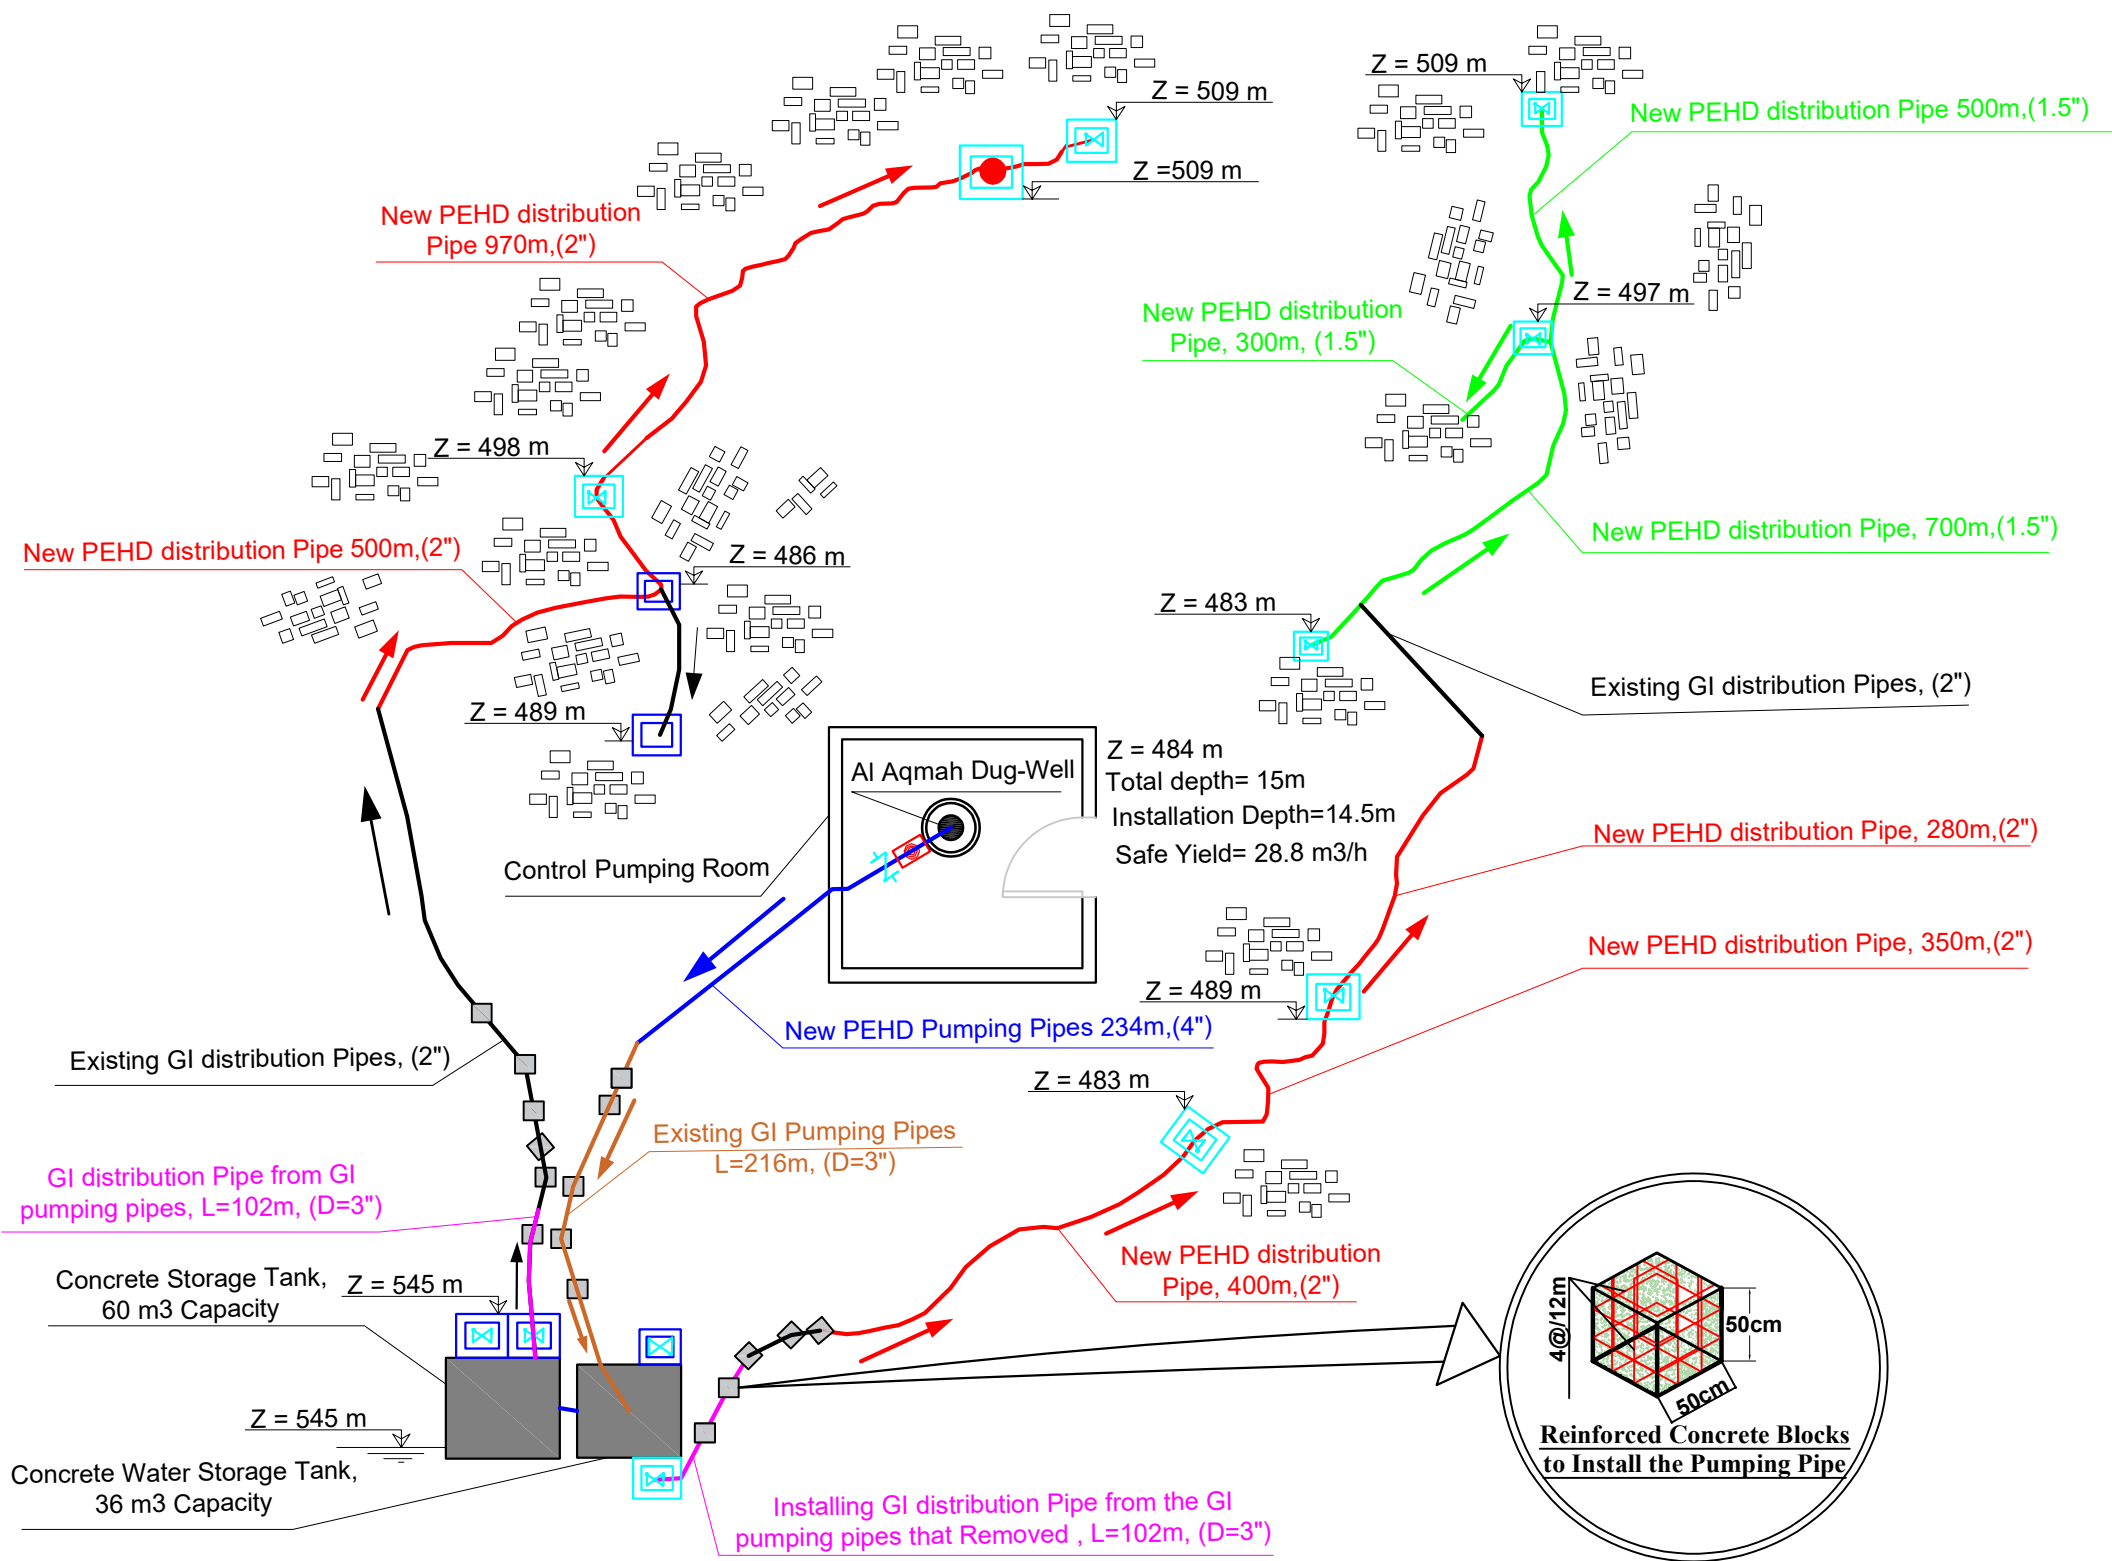 Z = 509 m
Z = 509 m
New PEHD distribution Pipe 500m,(1.5")
Z =509 m
New PEHD distribution
Pipe 970m,(2")
Z = 497 m
New PEHD distribution
Pipe, 300m, (1.5")
Z = 498 m
New PEHD distribution Pipe, 700m,(1.5")
New PEHD distribution Pipe 500m,(2")
Z = 486 m
Z = 483 m
Existing GI distribution Pipes, (2")
Z = 489 m
Al Aqmah Dug-Well
Z = 484 m
Total depth= 15m
Installation Depth=14.5m
Safe Yield= 28.8 m3/h
Control Pumping Room
New PEHD distribution Pipe, 280m,(2")
New PEHD distribution Pipe, 350m,(2")
Z = 489 m
New PEHD Pumping Pipes 234m,(4")
Existing GI distribution Pipes, (2")
Z = 483 m
Existing GI Pumping Pipes
L=216m, (D=3")
GI distribution Pipe from GI
pumping pipes, L=102m, (D=3")
New PEHD distribution
Pipe, 400m,(2")
Concrete Storage Tank,
60 m3 Capacity
Z = 545 m
4@/12m
50cm
50cm
Reinforced Concrete Blocks
to Install the Pumping Pipe
Z = 545 m
Concrete Water Storage Tank,
36 m3 Capacity
Installing GI distribution Pipe from the GI
pumping pipes that Removed , L=102m, (D=3")